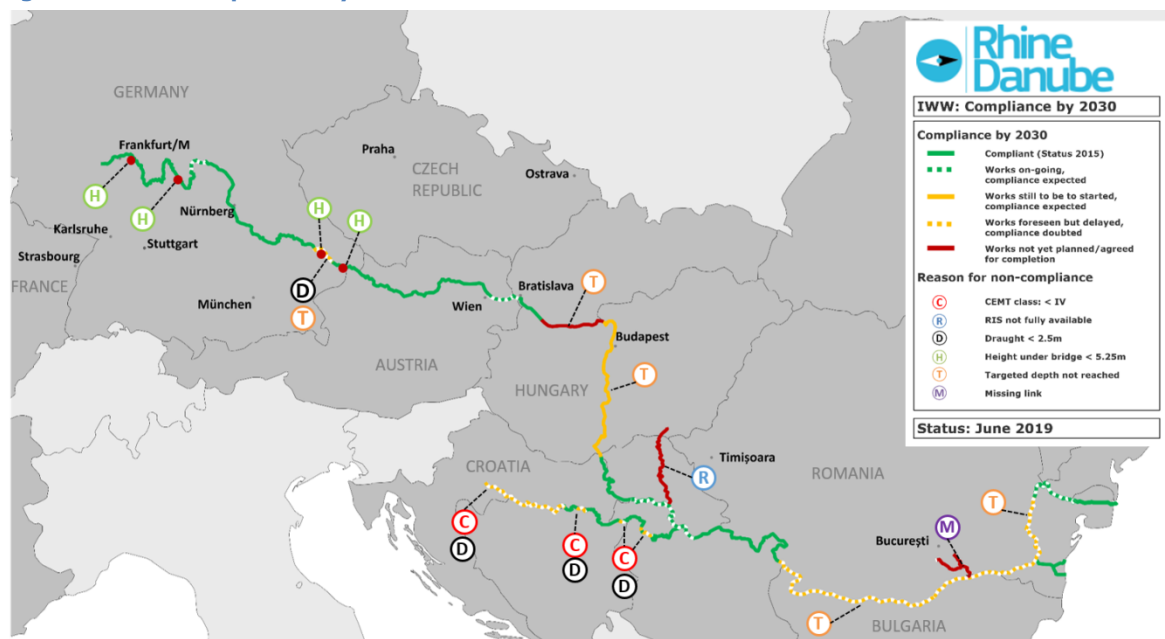 Rhine
Danube
IWW: Compliance by 2030
Compliance by 2030
Compliant (Status 2015)
Works on-going,
compliance expected
Works still to be to started,
compliance expected
Works foreseen but delayed,
compliance doubted
Works not yet planned/agreed
for completion
Reason for non-compliance
C CEMT class: < IV
R RIS not fully available
D Draught < 2.5m
H Height under bridge < 5.25m
T Targeted depth not reached
M Missing link
Status: June 2019
GERMANY
Frankfurt/M
Praha
CZECH
REPUBLIC
Ostrava
H
H
Nürnberg
H
H
Karlsruhe
Stuttgart
Strasbourg
FRANCE
München
D
T
Wien
Bratislava
T
Budapest
AUSTRIA
HUNGARY
T
CROATIA
Timișoara
ROMANIA
R
C
D
C
D
C
D
T
București
M
T
BULGARIA